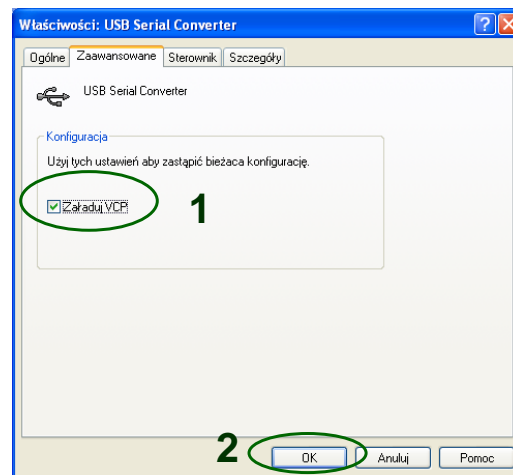 Właściwości: USB Serial Converter
Ogólne Zaawansowane Sterownik Szczegóły
USB Serial Converter
Konfiguracja
Użyj tych ustawień aby zastąpić bieżaca konfigurację.
Zakaduj VCP
1
2
OK Anuluj Pomoc